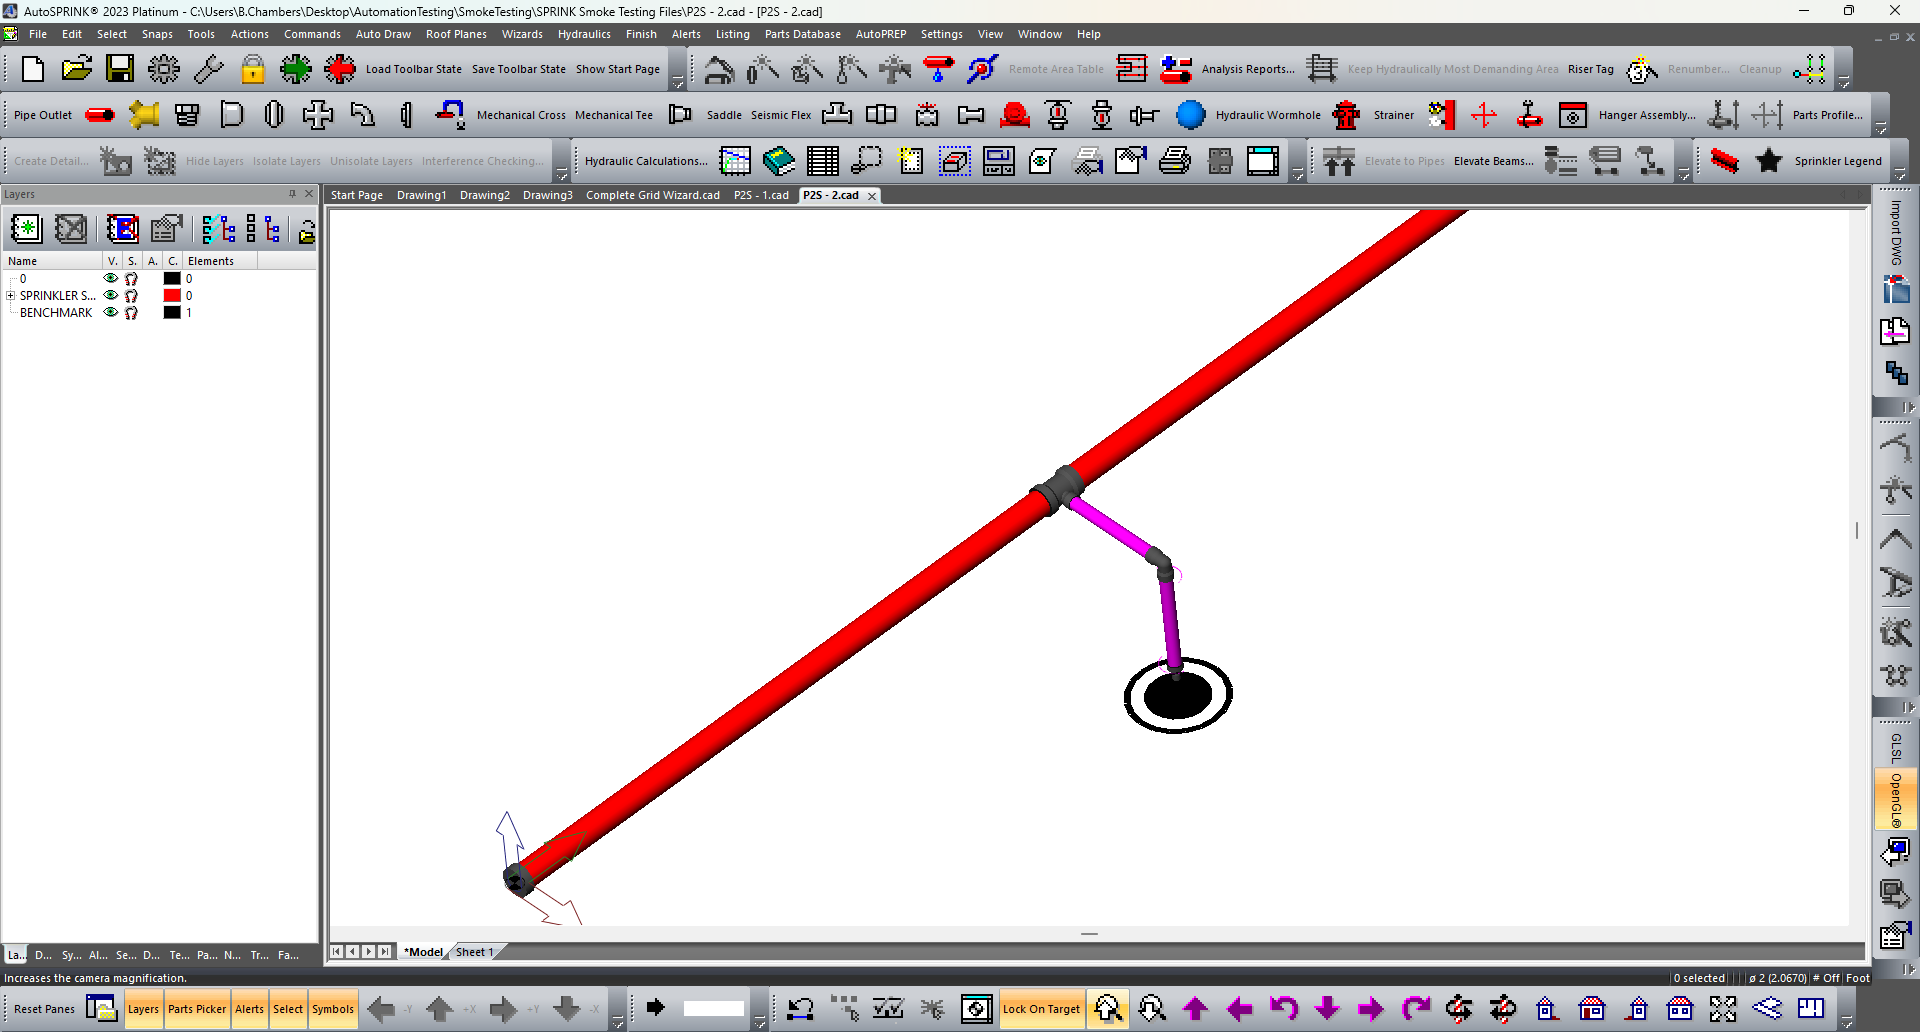 AutoSPRINK® 2023 Platinum - C:\Users\B.Chambers\Desktop\AutomationTesting\SmokeTesting\SPRINK Smoke Testing Files\P2S - 2.cad - [P2S - 2.cad]
File Edit Select Snaps Tools Actions Commands Auto Draw Roof Planes Wizards Hydraulics Finish Alerts Listing Parts Database AutoPREP Settings View Window Help
Load Toolbar State Save Toolbar State Show Start Page Remote Area Table Analysis Reports... Keep Hydraulically Most Demanding Area Riser Tag Renumber... Cleanup
Pipe Outlet Mechanical Cross Mechanical Tee Saddle Seismic Flex Hydraulic Wormhole Strainer Hanger Assembly... Parts Profile...
Create Detail... Hide Layers Isolate Layers Unisolate Layers Interference Checking... Hydraulic Calculations... Elevate to Pipes Elevate Beams... Sprinkler Legend
Layers
Start Page Drawing1 Drawing2 Drawing3 Complete Grid Wizard.cad P2S - 1.cad P2S - 2.cad
Name V. S. A. C. Elements
0 0
SPRINKLER S... 0
BENCHMARK 1
Import DWG
GLSL
OpenGL®
La... D... Sy... Al... Se... D... Te... Pa... N... Tr... Fa...
*Model Sheet 1
Increases the camera magnification.
0 selected ø 2 (2.0670) # Off Foot
Reset Panes Layers Parts Picker Alerts Select Symbols -Y +X +Y -X Lock On Target